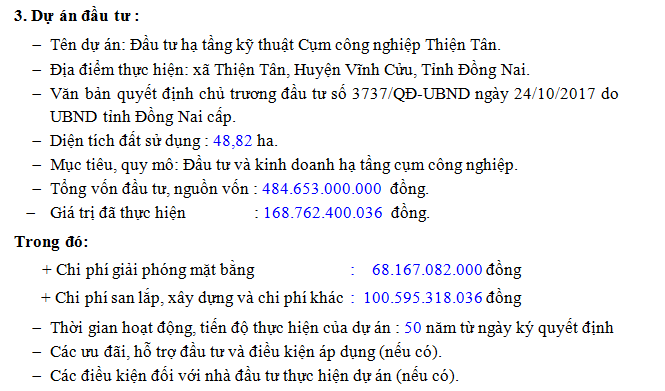 3. Dự án đầu tư :
– Tên dự án: Đầu tư hạ tầng kỹ thuật Cụm công nghiệp Thiện Tân.
– Địa điểm thực hiện: xã Thiện Tân, Huyện Vĩnh Cửu, Tỉnh Đồng Nai.
– Văn bản quyết định chủ trương đầu tư số 3737/QĐ-UBND ngày 24/10/2017 do
UBND tỉnh Đồng Nai cấp.
– Diện tích đất sử dụng : 48,82 ha.
– Mục tiêu, quy mô: Đầu tư và kinh doanh hạ tầng cụm công nghiệp.
– Tổng vốn đầu tư, nguồn vốn : 484.653.000.000 đồng.
– Giá trị đã thực hiện : 168.762.400.036 đồng.
Trong đó:
+ Chi phí giải phóng mặt bằng : 68.167.082.000 đồng
+ Chi phí san lắp, xây dựng và chi phí khác : 100.595.318.036 đồng
– Thời gian hoạt động, tiến độ thực hiện của dự án : 50 năm từ ngày ký quyết định
– Các ưu đãi, hỗ trợ đầu tư và điều kiện áp dụng (nếu có).
– Các điều kiện đối với nhà đầu tư thực hiện dự án (nếu có).